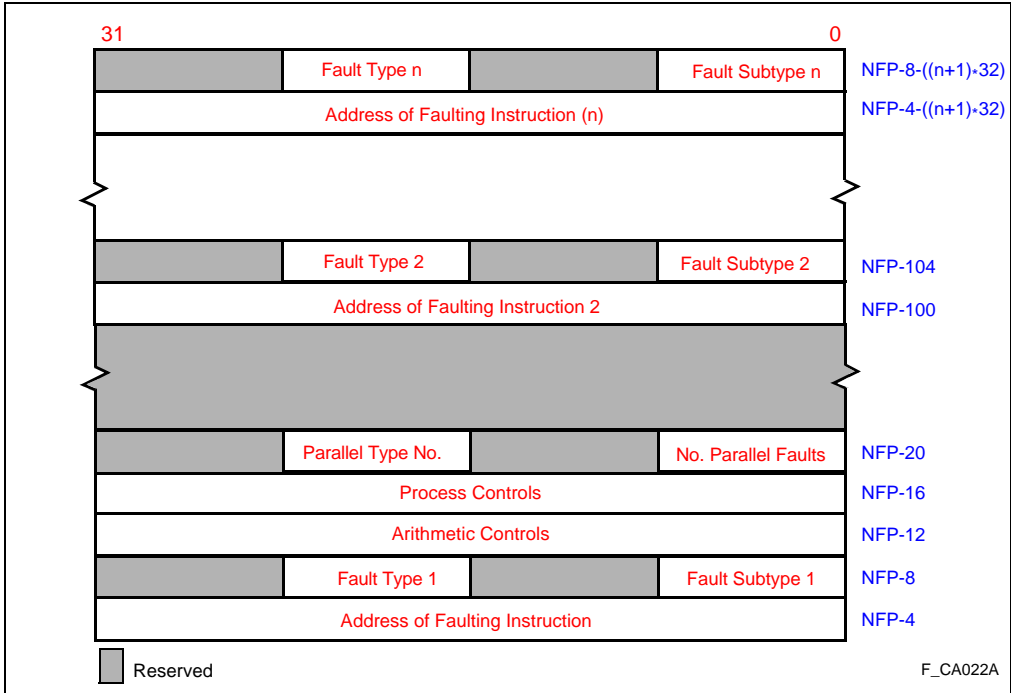 31 0
Fault Type n Fault Subtype n NFP-8-((n+1)*32)
Address of Faulting Instruction (n) NFP-4-((n+1)*32)
Fault Type 2 Fault Subtype 2 NFP-104
Address of Faulting Instruction 2 NFP-100
Parallel Type No. No. Parallel Faults NFP-20
Process Controls NFP-16
Arithmetic Controls NFP-12
Fault Type 1 Fault Subtype 1 NFP-8
Address of Faulting Instruction NFP-4
Reserved F_CA022A